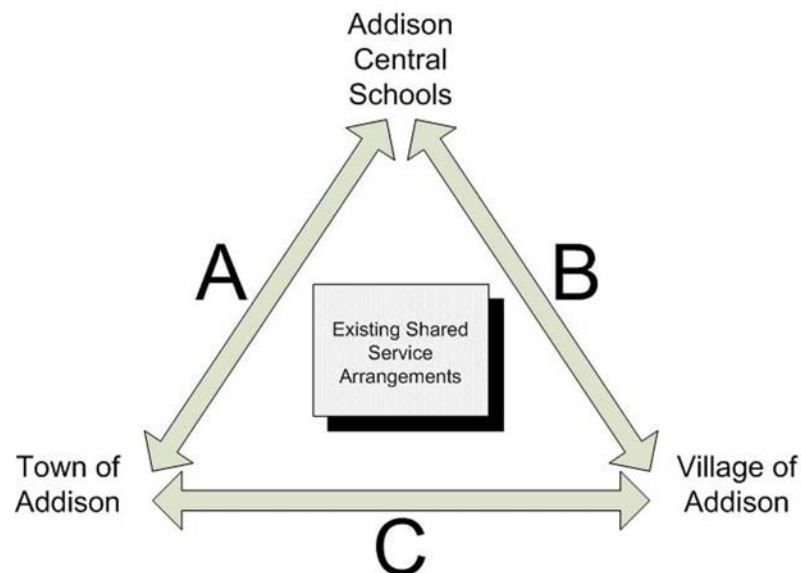 Addison
Central
Schools
A
B
Existing Shared
Service
Arrangements
Town of
Addison
Village of
Addison
C